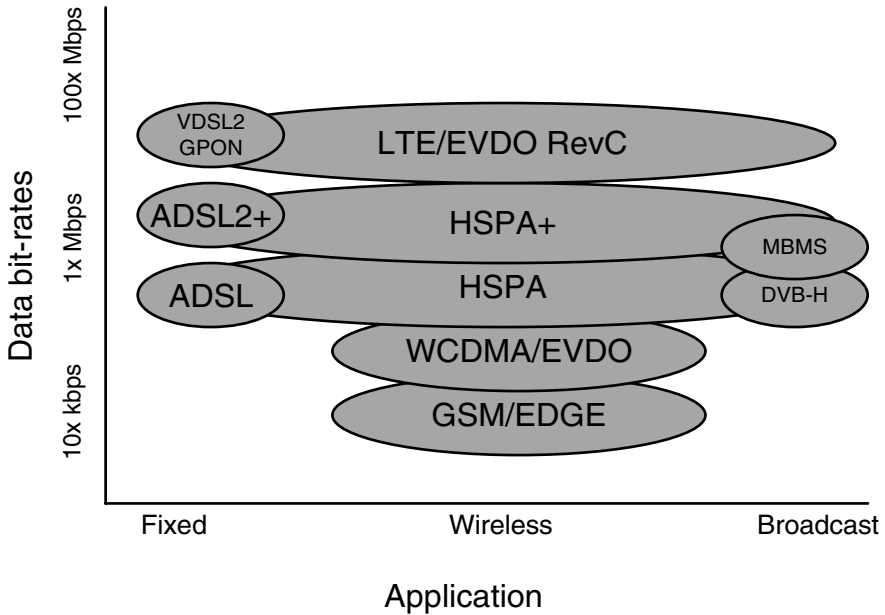 100x Mbps
1x Mbps
10x kbps
Data bit-rates
VDSL2
GPON
LTE/EVDO RevC
ADSL2+
HSPA+
MBMS
ADSL
HSPA
DVB-H
WCDMA/EVDO
GSM/EDGE
Fixed
Wireless
Broadcast
Application